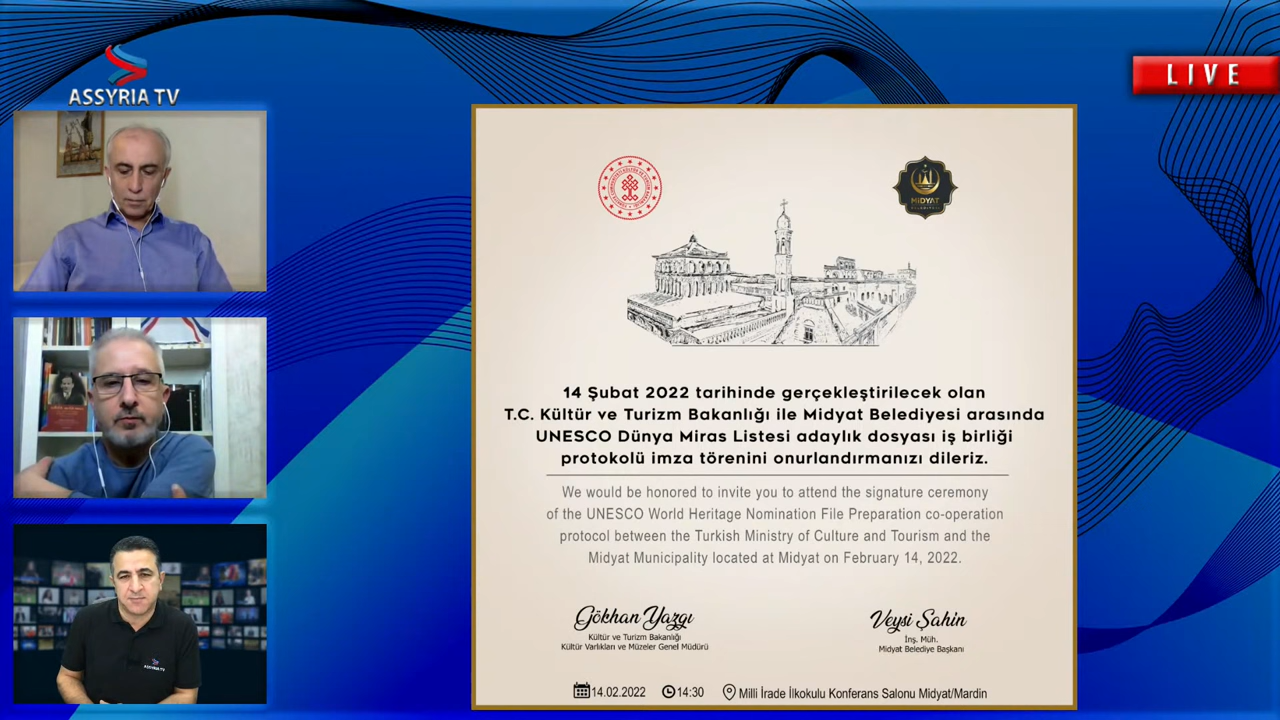 ASSYRIA TV
LIVE
MİDYAT
14 Şubat 2022 tarihinde gerçekleştirilecek olan
T.C. Kültür ve Turizm Bakanlığı ile Midyat Belediyesi arasında
UNESCO Dünya Miras Listesi adaylık dosyası iş birliği
protokolü imza törenini onurlandırmanızı dileriz.
We would be honored to invite you to attend the signature ceremony
of the UNESCO World Heritage Nomination File Preparation co-operation
protocol between the Turkish Ministry of Culture and Tourism and the
Midyat Municipality located at Midyat on February 14, 2022.
Gökhan Yazgı
Kültür ve Turizm Bakanlığı
Kültür Varlıkları ve Müzeler Genel Müdürü
Veysi Şahin
İnş. Müh.
Midyat Belediye Başkanı
14.02.2022 14:30 Milli İrade İlkokulu Konferans Salonu Midyat/Mardin
ASSYRIA TV